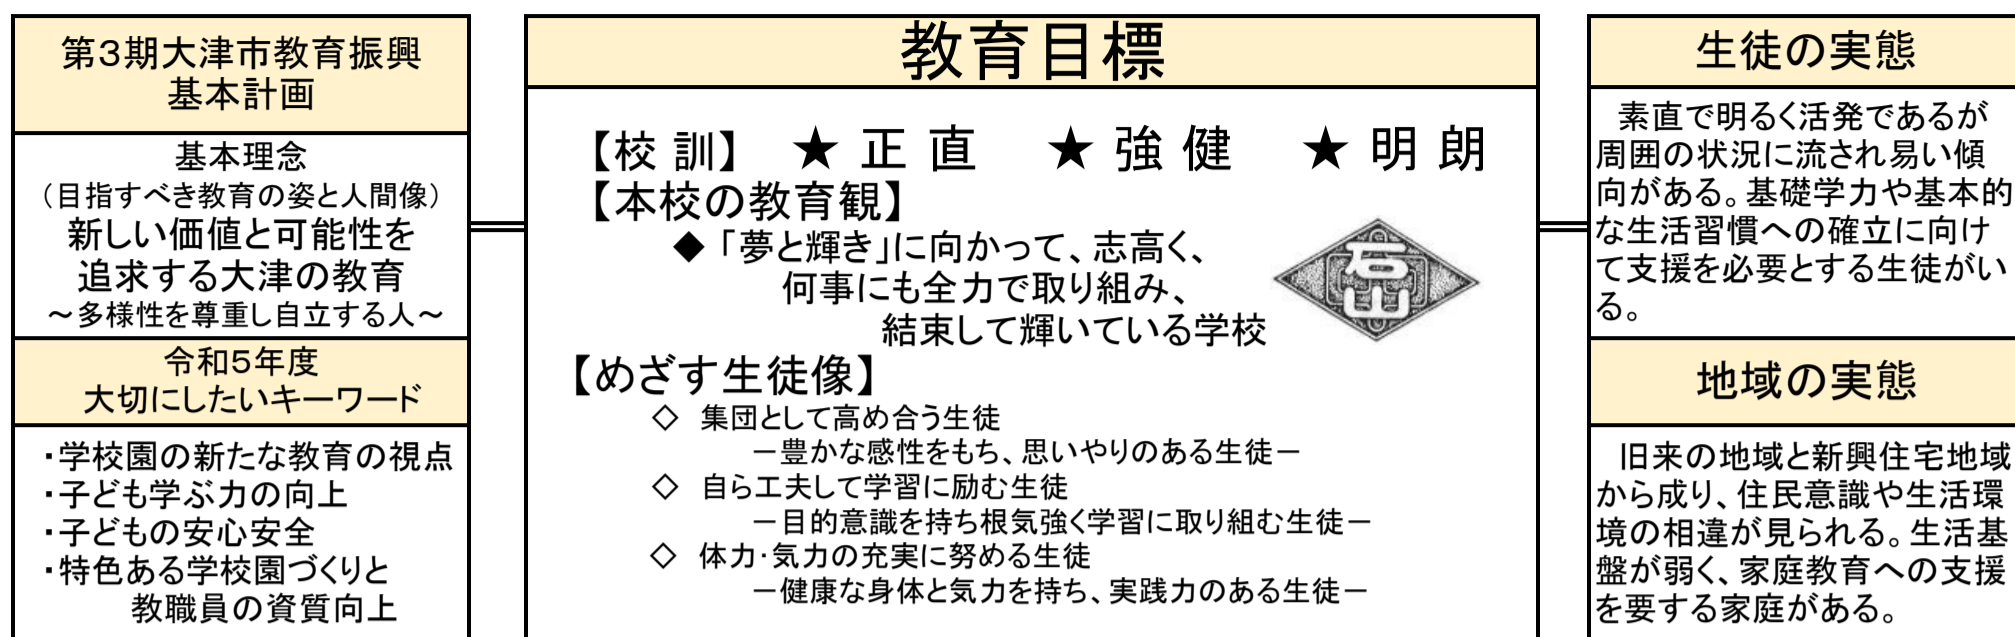 第3期大津市教育振興
基本計画
基本理念
（目指すべき教育の姿と人間像）
新しい価値と可能性を
追求する大津の教育
～多様性を尊重し自立する人～
令和5年度
大切にしたいキーワード
・学校園の新たな教育の視点
・子ども学ぶ力の向上
・子どもの安心安全
・特色ある学校園づくりと
教職員の資質向上
教育目標
【校 訓】 ★ 正 直 ★ 強 健 ★ 明 朗
【本校の教育観】
◆「夢と輝き」に向かって、志高く、
何事にも全力で取り組み、
結束して輝いている学校
石山
【めざす生徒像】
◇ 集団として高め合う生徒
－豊かな感性をもち、思いやりのある生徒－
◇ 自ら工夫して学習に励む生徒
－目的意識を持ち根気強く学習に取り組む生徒－
◇ 体力・気力の充実に努める生徒
－健康な身体と気力を持ち、実践力のある生徒－
生徒の実態
素直で明るく活発であるが
周囲の状況に流され易い傾
向がある。基礎学力や基本的
な生活習慣への確立に向け
て支援を必要とする生徒がい
る。
地域の実態
旧来の地域と新興住宅地域
から成り、住民意識や生活環
境の相違が見られる。生活基
盤が弱く、家庭教育への支援
を要する家庭がある。